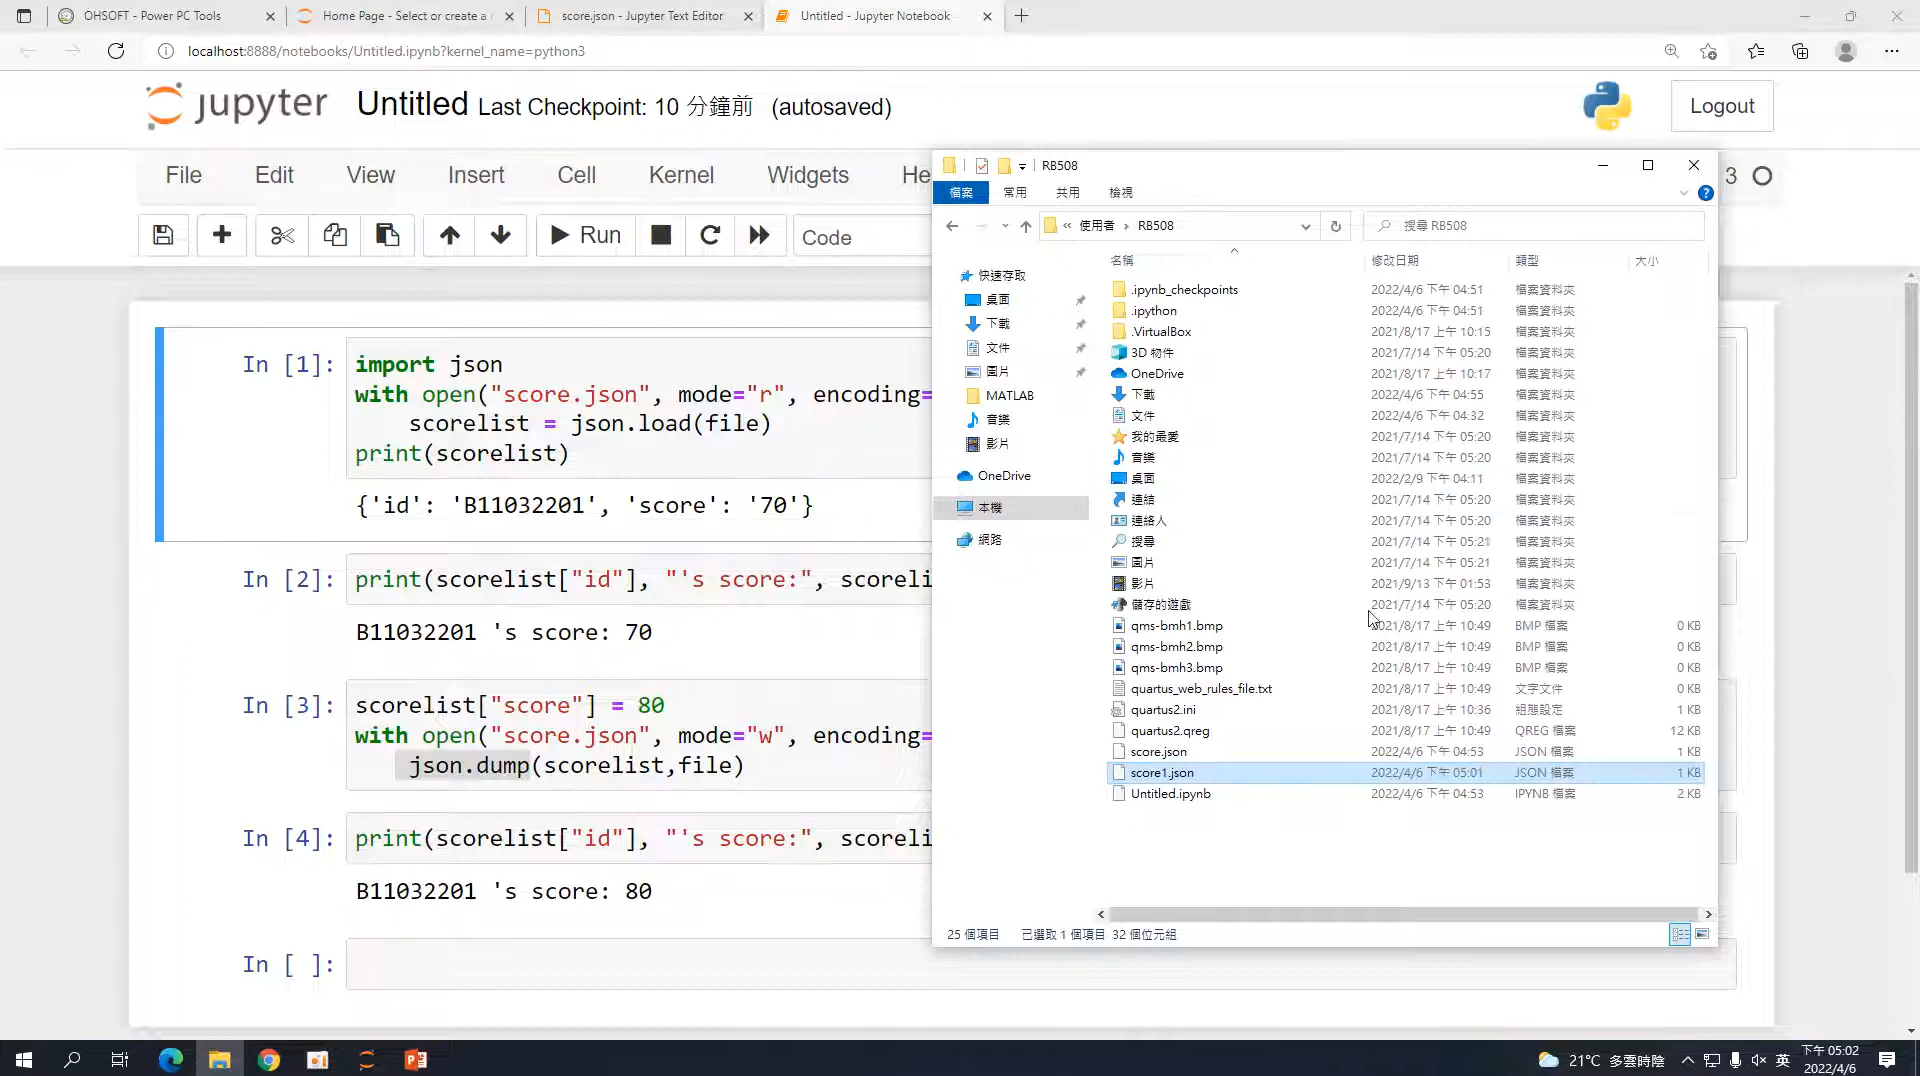 OHSOFT - Power PC Tools
Home Page - Select or create a
score.json - Jupyter Text Editor
Untitled - Jupyter Notebook
localhost:8888/notebooks/Untitled.ipynb?kernel_name=python3
jupyter Untitled Last Checkpoint: 10 分鐘前 (autosaved)
Logout
File Edit View Insert Cell Kernel Widgets He
3
Run
Code
In [1]:
import json
with open("score.json", mode="r", encoding=
scorelist = json.load(file)
print(scorelist)
{'id': 'B11032201', 'score': '70'}
In [2]:
print(scorelist["id"], "'s score:", scoreli
B11032201 's score: 70
In [3]:
scorelist["score"] = 80
with open("score.json", mode="w", encoding=
json.dump(scorelist,file)
In [4]:
print(scorelist["id"], "'s score:", scoreli
B11032201 's score: 80
In [ ]:
RB508
檔案 常用 共用 檢視
« 使用者 › RB508
搜尋 RB508
快速存取
桌面
下載
文件
圖片
MATLAB
音樂
影片
OneDrive
本機
網路
名稱 修改日期 類型 大小
.ipynb_checkpoints 2022/4/6 下午 04:51 檔案資料夾
.ipython 2022/4/6 下午 04:51 檔案資料夾
.VirtualBox 2021/8/17 上午 10:15 檔案資料夾
3D 物件 2021/7/14 下午 05:20 檔案資料夾
OneDrive 2021/8/17 上午 10:17 檔案資料夾
下載 2022/4/6 下午 04:55 檔案資料夾
文件 2022/4/6 下午 04:32 檔案資料夾
我的最愛 2021/7/14 下午 05:20 檔案資料夾
音樂 2021/7/14 下午 05:20 檔案資料夾
桌面 2022/2/9 下午 04:11 檔案資料夾
連結 2021/7/14 下午 05:20 檔案資料夾
連絡人 2021/7/14 下午 05:20 檔案資料夾
搜尋 2021/7/14 下午 05:21 檔案資料夾
圖片 2021/7/14 下午 05:21 檔案資料夾
影片 2021/9/13 下午 01:53 檔案資料夾
儲存的遊戲 2021/7/14 下午 05:20 檔案資料夾
qms-bmh1.bmp 2021/8/17 上午 10:49 BMP 檔案 0 KB
qms-bmh2.bmp 2021/8/17 上午 10:49 BMP 檔案 0 KB
qms-bmh3.bmp 2021/8/17 上午 10:49 BMP 檔案 0 KB
quartus_web_rules_file.txt 2021/8/17 上午 10:49 文字文件 0 KB
quartus2.ini 2021/8/17 上午 10:36 組態設定 1 KB
quartus2.qreg 2021/8/17 上午 10:49 QREG 檔案 12 KB
score.json 2022/4/6 下午 04:53 JSON 檔案 1 KB
score1.json 2022/4/6 下午 05:01 JSON 檔案 1 KB
Untitled.ipynb 2022/4/6 下午 04:53 IPYNB 檔案 2 KB
25 個項目 已選取 1 個項目 32 個位元組
21°C 多雲時陰
英
下午 05:02
2022/4/6